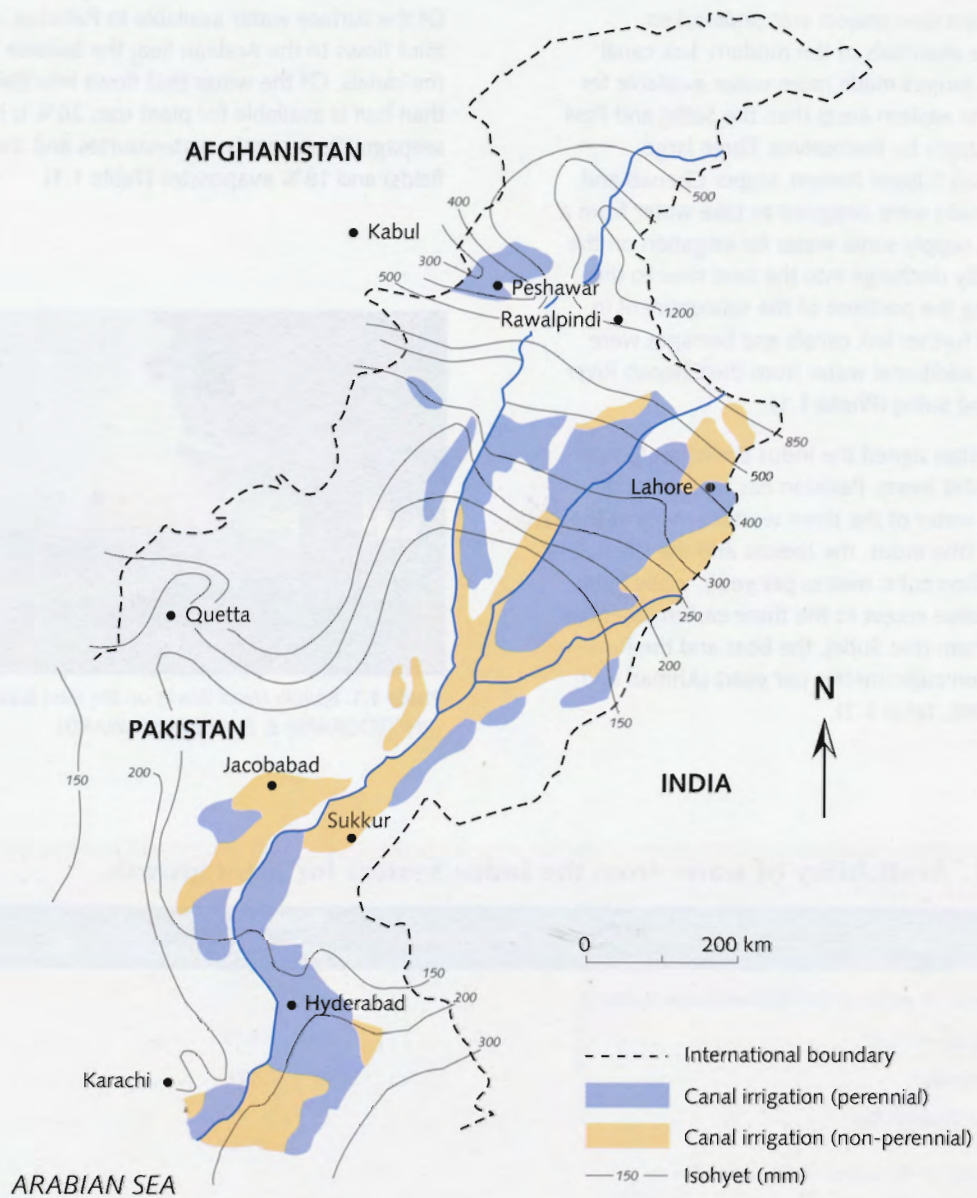 AFGHANISTAN
Kabul
400
300
500
500
Peshawar
Rawalpindi
1200
850
500
Lahore
400
300
250
200
150
Quetta
N
PAKISTAN
200
150
Jacobabad
INDIA
Sukkur
0 200 km
150
200
Hyderabad
300
Karachi
International boundary
Canal irrigation (perennial)
Canal irrigation (non-perennial)
150 Isohyet (mm)
ARABIAN SEA